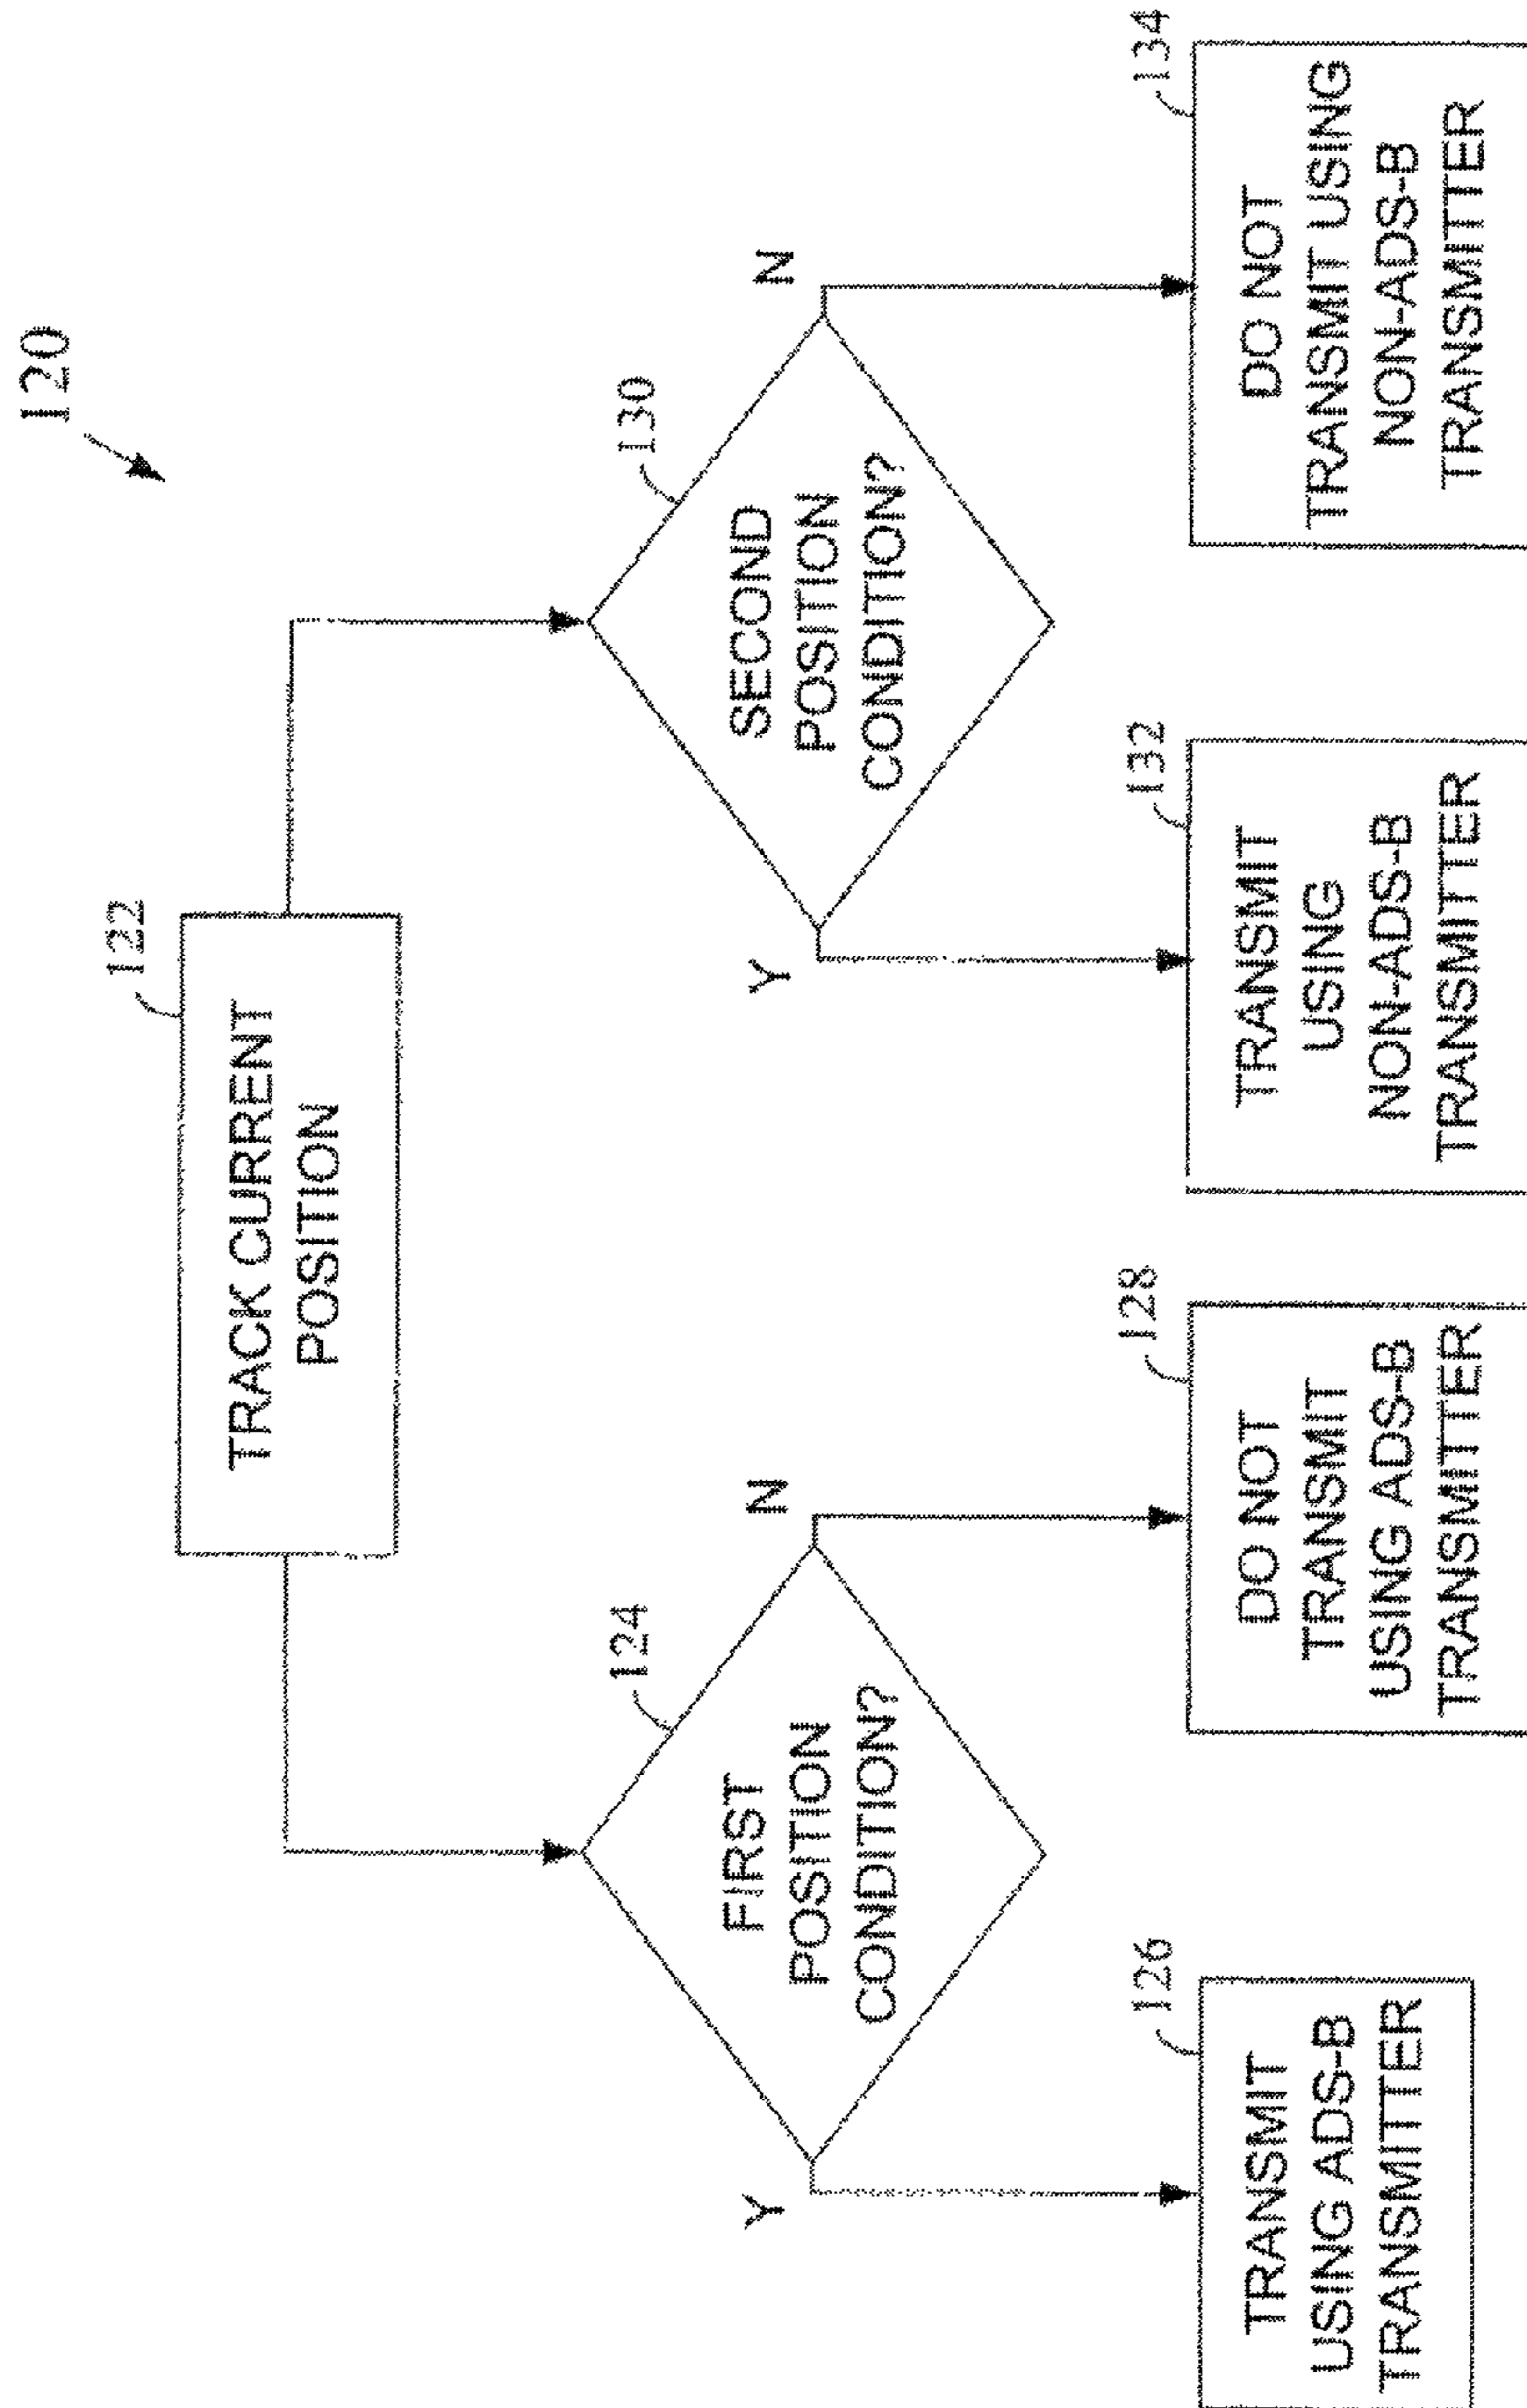 120
122
TRACK CURRENT
POSITION
124
FIRST
POSITION
CONDITION?
Y
N
130
SECOND
POSITION
CONDITION?
Y
N
126
TRANSMIT
USING ADS-B
TRANSMITTER
128
DO NOT
TRANSMIT
USING ADS-B
TRANSMITTER
132
TRANSMIT
USING
NON-ADS-B
TRANSMITTER
134
DO NOT
TRANSMIT USING
NON-ADS-B
TRANSMITTER